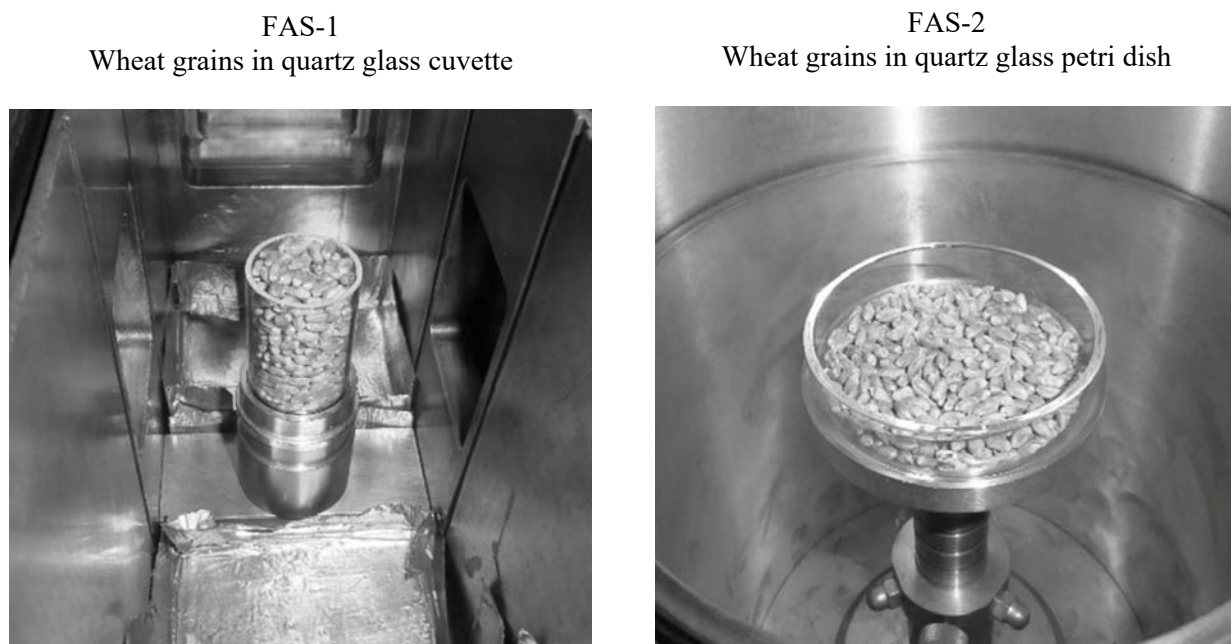 FAS-1
Wheat grains in quartz glass cuvette
FAS-2
Wheat grains in quartz glass petri dish